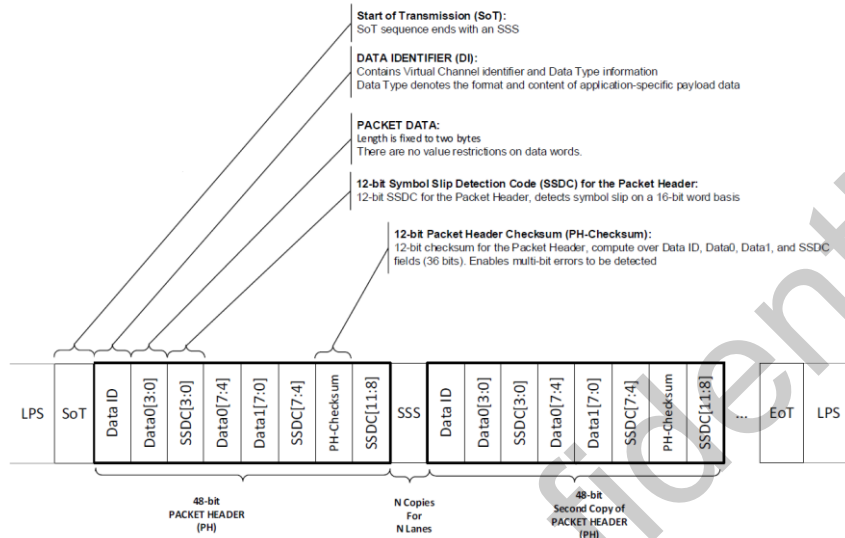 Start of Transmission (SoT):
SoT sequence ends with an SSS
DATA IDENTIFIER (DI):
Contains Virtual Channel identifier and Data Type information
Data Type denotes the format and content of application-specific payload data
PACKET DATA:
Length is fixed to two bytes
There are no value restrictions on data words.
12-bit Symbol Slip Detection Code (SSDC) for the Packet Header:
12-bit SSDC for the Packet Header, detects symbol slip on a 16-bit word basis
12-bit Packet Header Checksum (PH-Checksum):
12-bit checksum for the Packet Header, compute over Data ID, Data0, Data1, and SSDC
fields (36 bits). Enables multi-bit errors to be detected
LPS
SoT
Data ID
Data0[3:0]
SSDC[3:0]
Data0[7:4]
Data1[7:0]
SSDC[7:4]
PH-Checksum
SSDC[11:8]
SSS
Data ID
Data0[3:0]
SSDC[3:0]
Data0[7:4]
Data1[7:0]
SSDC[7:4]
PH-Checksum
SSDC[11:8]
...
EoT
LPS
48-bit
PACKET HEADER
(PH)
N Copies
For
N Lanes
48-bit
Second Copy of
PACKET HEADER
(PH)
fidenti